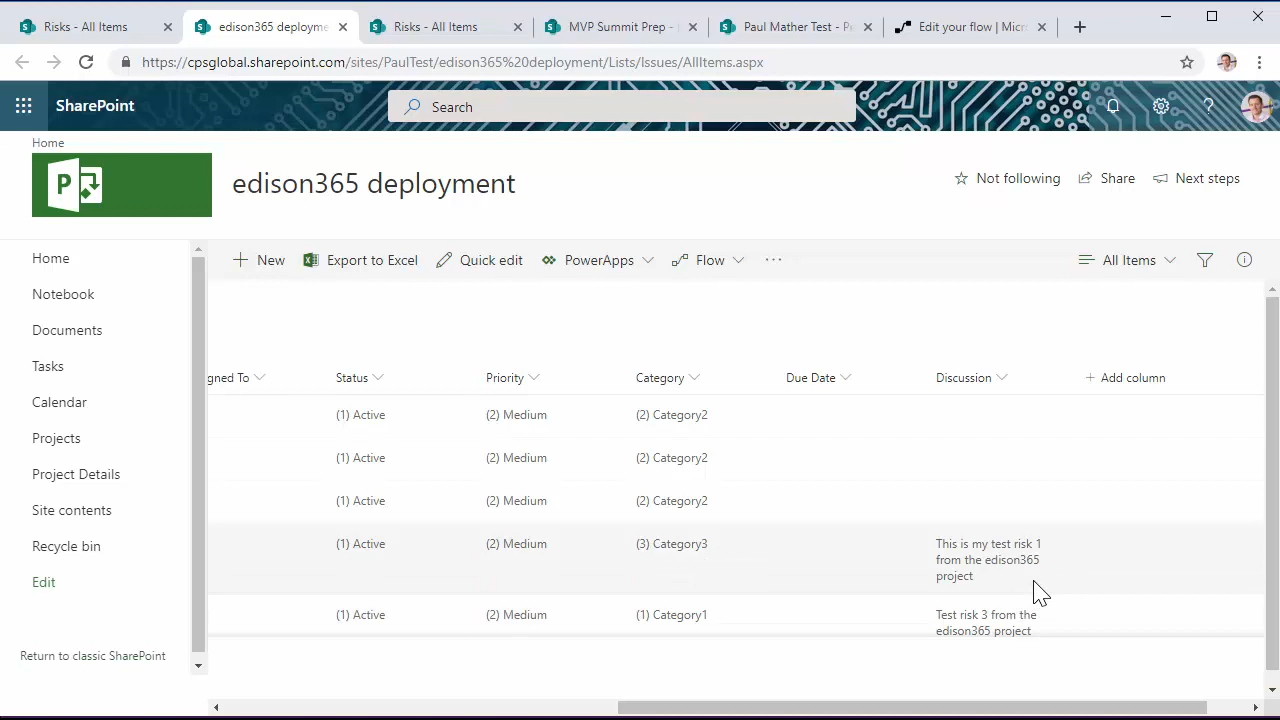 Risks - All Items
edison365 deployme
Risks - All Items
MVP Summit Prep -
Paul Mather Test - P
Edit your flow | Micr
https://cpsglobal.sharepoint.com/sites/PaulTest/edison365%20deployment/Lists/Issues/AllItems.aspx
SharePoint
Search
Home
edison365 deployment
Not following
Share
Next steps
Home
Notebook
Documents
Tasks
Calendar
Projects
Project Details
Site contents
Recycle bin
Edit
Return to classic SharePoint
New
Export to Excel
Quick edit
PowerApps
Flow
All Items
gned To
Status
Priority
Category
Due Date
Discussion
Add column
(1) Active (2) Medium (2) Category2
(1) Active (2) Medium (2) Category2
(1) Active (2) Medium (2) Category2
(1) Active (2) Medium (3) Category3
This is my test risk 1
from the edison365
project
(1) Active (2) Medium (1) Category1
Test risk 3 from the
edison365 project